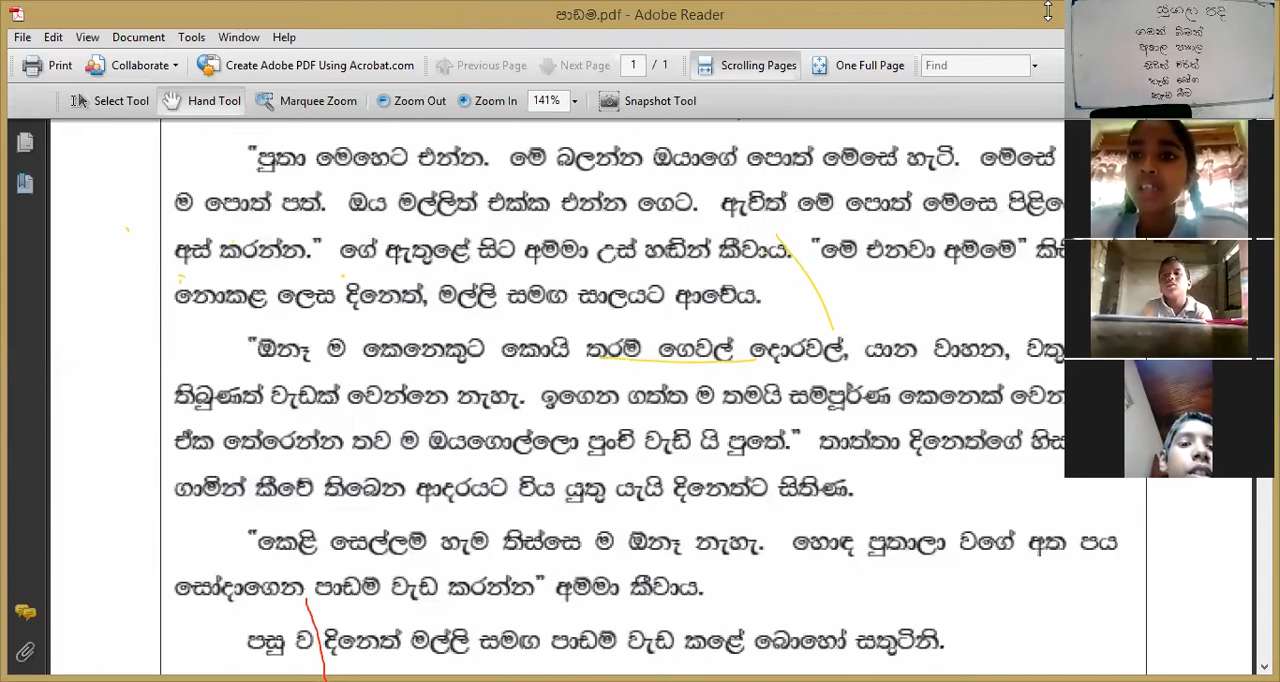 පාඩම.pdf - Adobe Reader
File Edit View Document Tools Window Help
Print Collaborate Create Adobe PDF Using Acrobat.com Previous Page Next Page 1 / 1 Scrolling Pages One Full Page Find
Select Tool Hand Tool Marquee Zoom Zoom Out Zoom In 141% Snapshot Tool
යුගල පද
ගමන් බිමන්
"පුතා මෙහෙට එන්න. මේ බලන්න ඔයාගේ පොත් මේසේ හැටි. මේසේ
ම පොත් පත්. ඔය මල්ලිත් එක්ක එන්න ගෙට. ඇවිත් මේ පොත් මේසෙ
අස් කරන්න." ගේ ඇතුළේ සිට අම්මා උස් හඬින් කීවාය. "මේ එනවා අම්මේ"
නොකළ ලෙස දිනෙත්, මල්ලි සමඟ සාලයට ආවේය.
"ඕනෑ ම කෙනෙකුට කොයි තරම් ගෙවල් දොරවල්, යාන වාහන,
තිබුණත් වැඩක් වෙන්නෙ නැහැ. ඉගෙන ගත්ත ම තමයි සම්පූර්ණ කෙනෙක්
ඒක තේරෙන්න තව ම ඔයගොල්ලො පුංචි වැඩි යි පුතේ." තාත්තා දිනෙත්ගේ
ගාමින් කීවේ තිබෙන ආදරයට විය යුතු යැයි දිනෙත්ට සිතිණ.
"කෙළි සෙල්ලම් හැම තිස්සෙ ම ඕනෑ නැහැ. හොඳ පුතාලා වගේ අත පය
සෝදාගෙන පාඩම් වැඩ කරන්න" අම්මා කීවාය.
පසු ව දිනෙත් මල්ලි සමඟ පාඩම් වැඩ කළේ බොහෝ සතුටිනි.